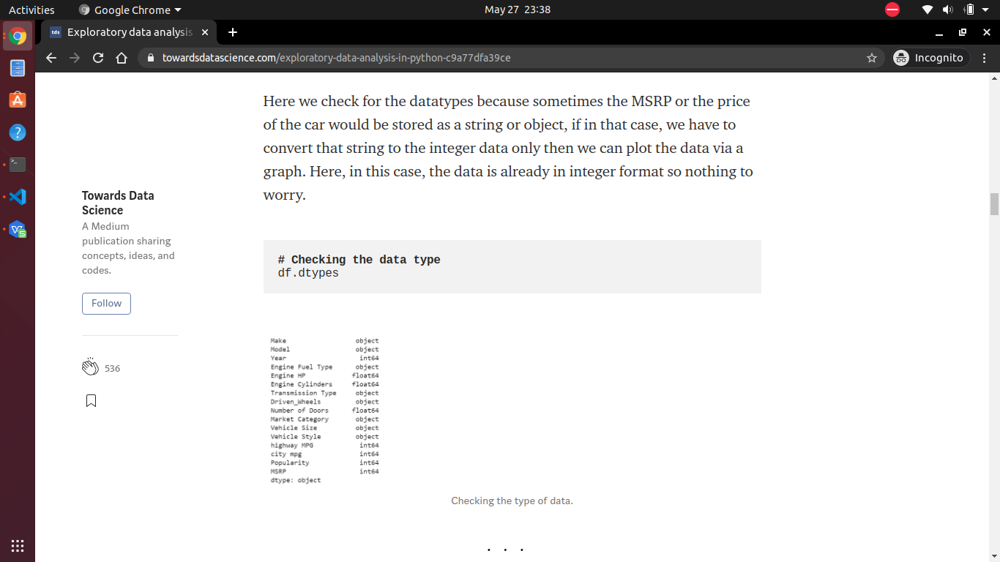 Activities
Google Chrome
May 27 23:38
tds
Exploratory data analysis
towardsdatascience.com/exploratory-data-analysis-in-python-c9a77dfa39ce
Incognito
Here we check for the datatypes because sometimes the MSRP or the price
of the car would be stored as a string or object, if in that case, we have to
convert that string to the integer data only then we can plot the data via a
graph. Here, in this case, the data is already in integer format so nothing to
worry.
Towards Data
Science
A Medium
publication sharing
concepts, ideas, and
codes.
Follow
536
# Checking the data type
df.dtypes
Make object
Model object
Year int64
Engine Fuel Type object
Engine HP float64
Engine Cylinders float64
Transmission Type object
Driven_Wheels object
Number of Doors float64
Market Category object
Vehicle Size object
Vehicle Style object
highway MPG int64
city mpg int64
Popularity int64
MSRP int64
dtype: object
Checking the type of data.
. . .